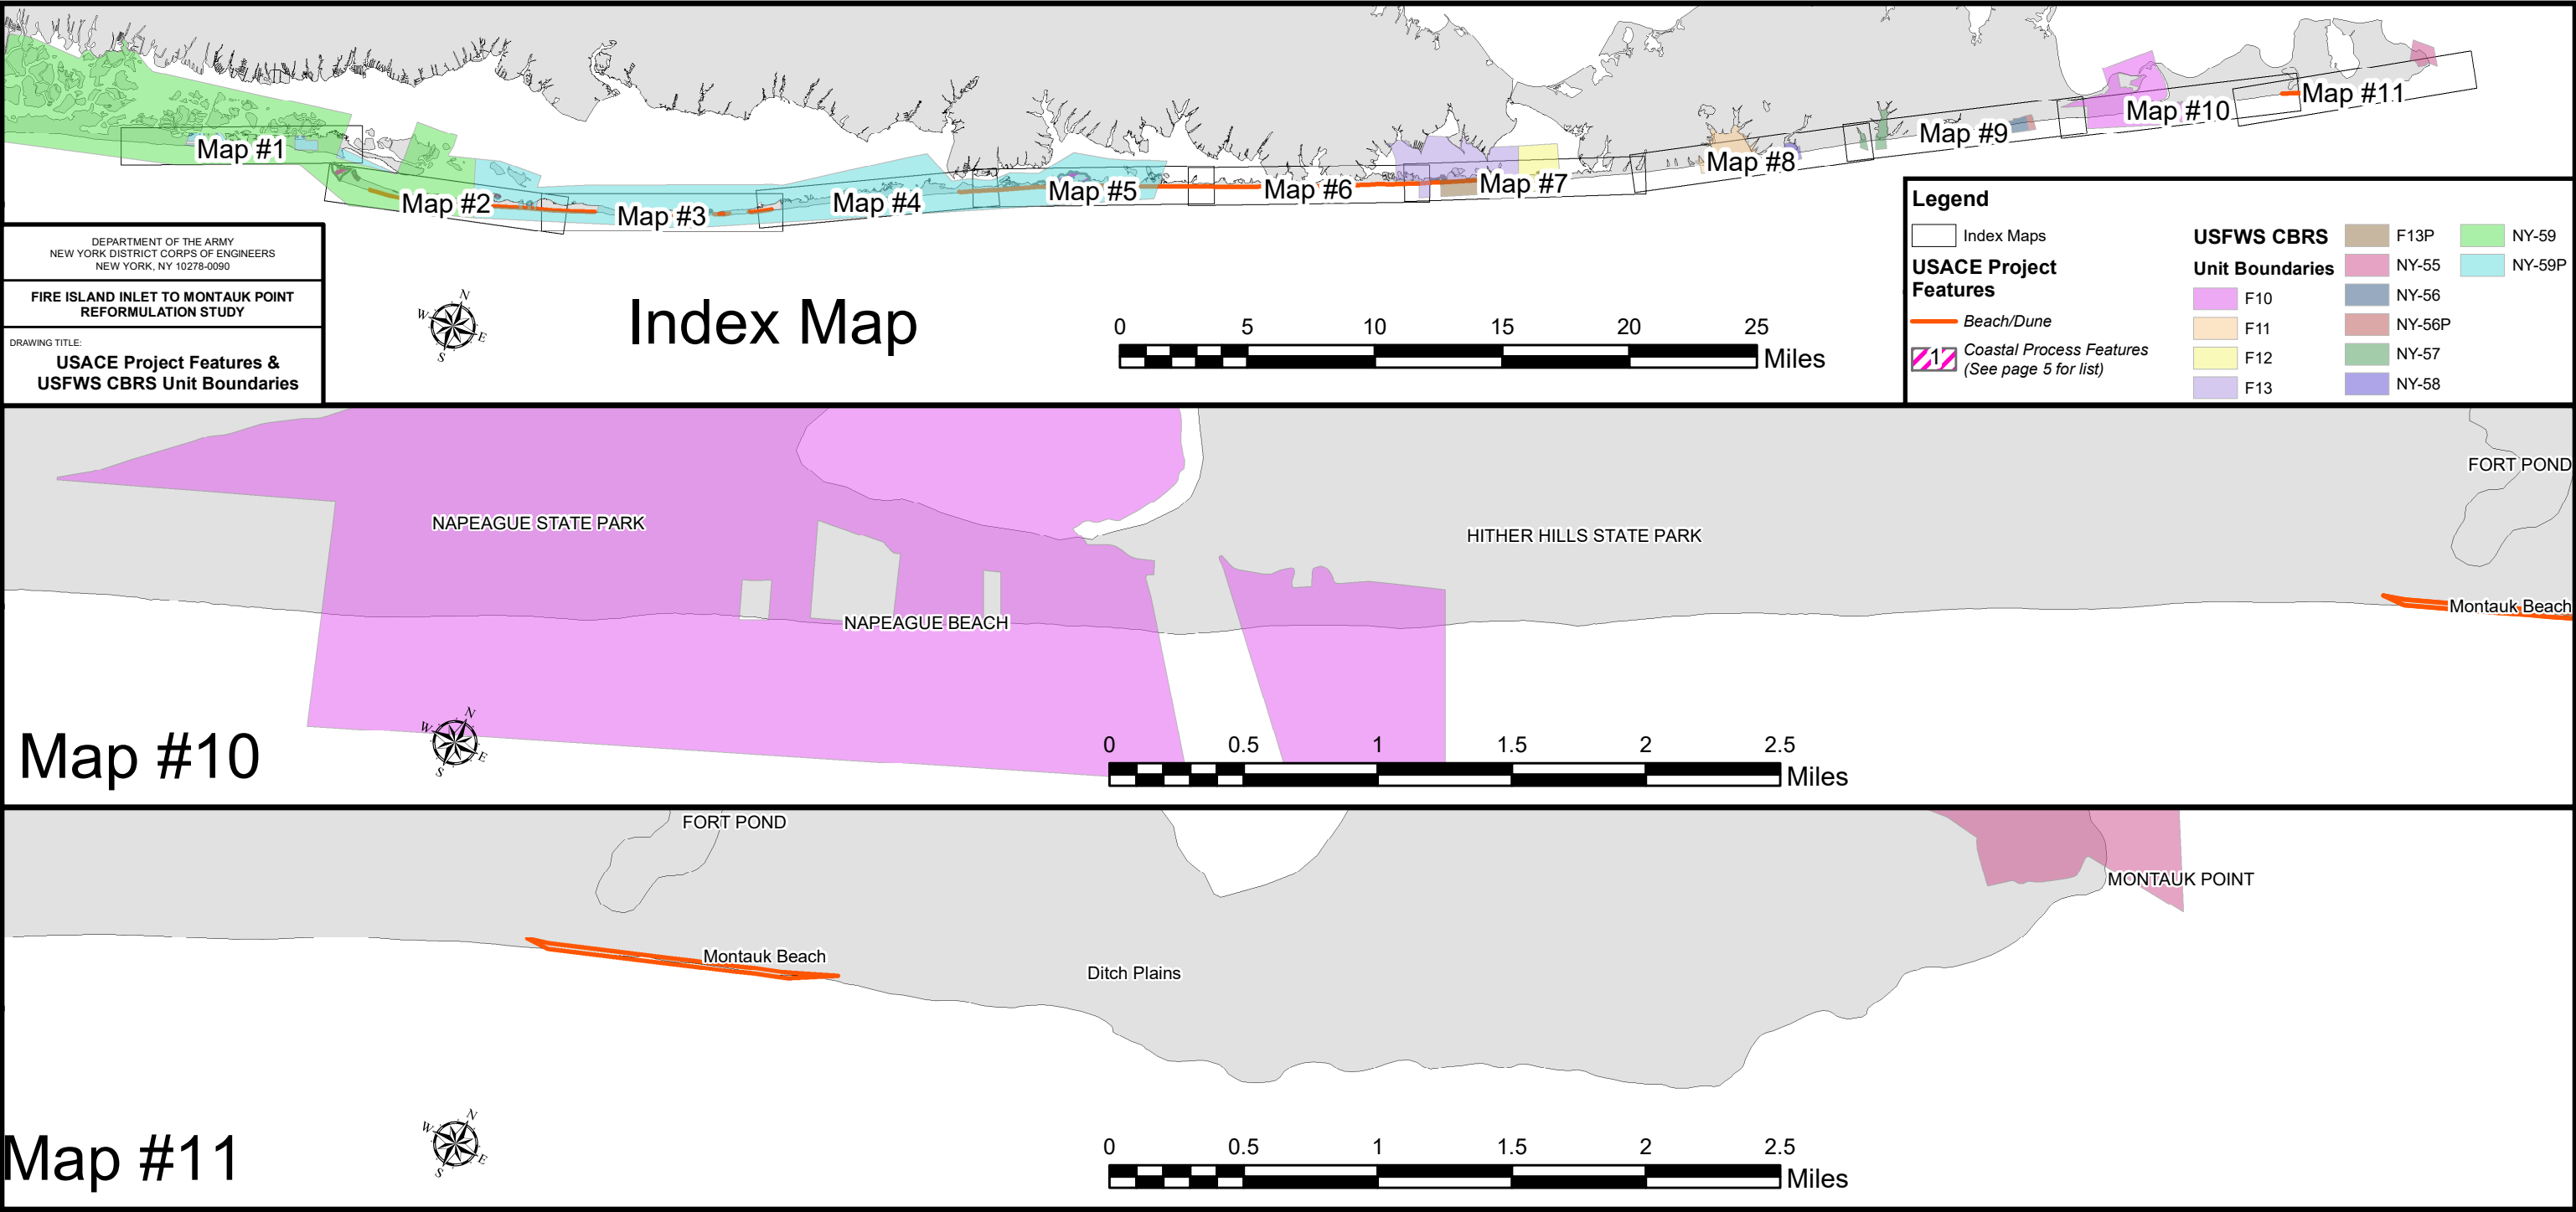 Map #1
Map #2
Map #3
Map #4
Map #5
Map #6
Map #7
Map #8
Map #9
Map #10
Map #11
DEPARTMENT OF THE ARMY
NEW YORK DISTRICT CORPS OF ENGINEERS
NEW YORK, NY 10278-0090
FIRE ISLAND INLET TO MONTAUK POINT
REFORMULATION STUDY
DRAWING TITLE:
USACE Project Features &
USFWS CBRS Unit Boundaries
N
W
E
S
Index Map
0 5 10 15 20 25
Miles
Legend
Index Maps
USACE Project
Features
Beach/Dune
1
Coastal Process Features
(See page 5 for list)
USFWS CBRS
Unit Boundaries
F10
F11
F12
F13
F13P
NY-55
NY-56
NY-56P
NY-57
NY-58
NY-59
NY-59P
FORT POND
NAPEAGUE STATE PARK
HITHER HILLS STATE PARK
Montauk Beach
NAPEAGUE BEACH
Map #10
N
W
E
S
0 0.5 1 1.5 2 2.5
Miles
FORT POND
MONTAUK POINT
Montauk Beach
Ditch Plains
Map #11
N
W
E
S
0 0.5 1 1.5 2 2.5
Miles